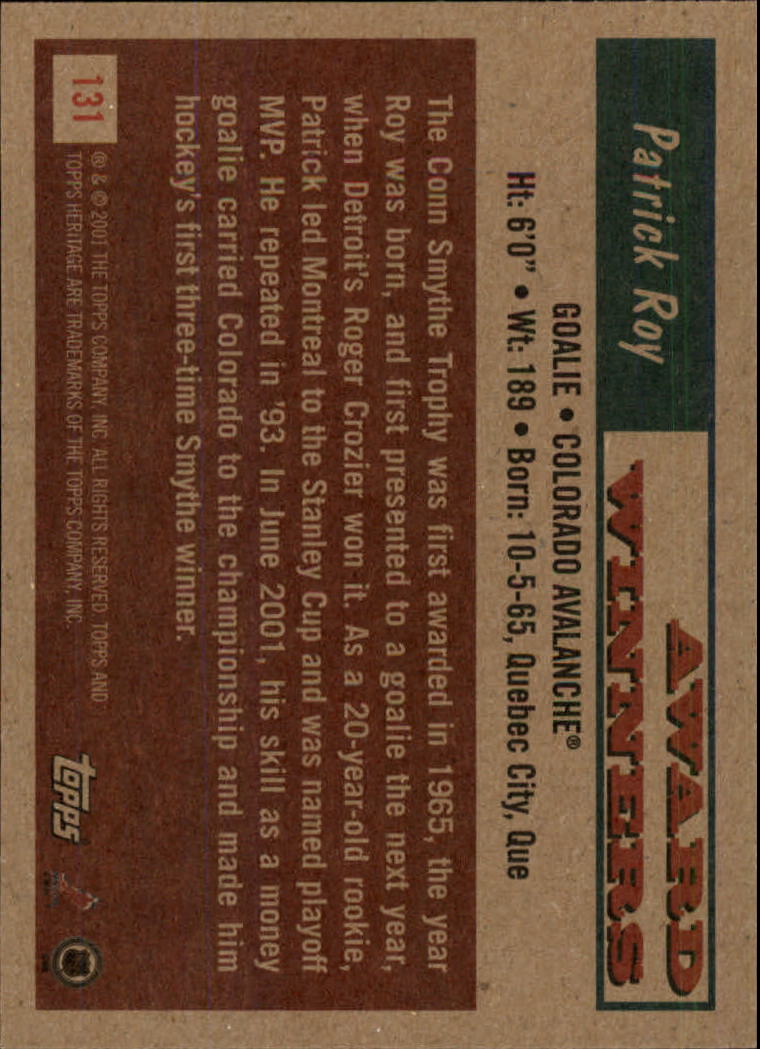 Patrick Roy
AWARD
WINNERS
GOALIE • COLORADO AVALANCHE®
Ht: 6'0" • Wt: 189 • Born: 10-5-65, Quebec City, Que
The Conn Smythe Trophy was first awarded in 1965, the year
Roy was born, and first presented to a goalie the next year,
when Detroit's Roger Crozier won it. As a 20-year-old rookie,
Patrick led Montreal to the Stanley Cup and was named playoff
MVP. He repeated in '93. In June 2001, his skill as a money
goalie carried Colorado to the championship and made him
hockey's first three-time Smythe winner.
131
® & © 2001 THE TOPPS COMPANY, INC. ALL RIGHTS RESERVED. TOPPS AND
TOPPS HERITAGE ARE TRADEMARKS OF THE TOPPS COMPANY, INC.
topps